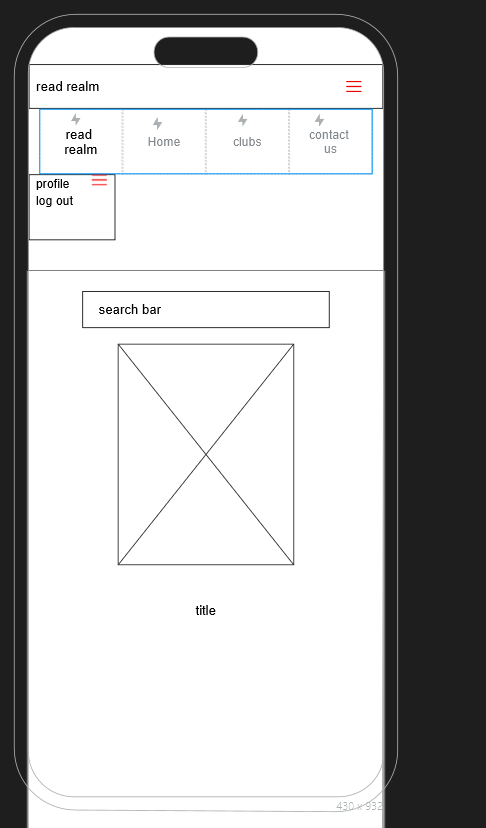 read realm
read
realm
Home
clubs
contact
us
profile
log out
search bar
title
430 x 932